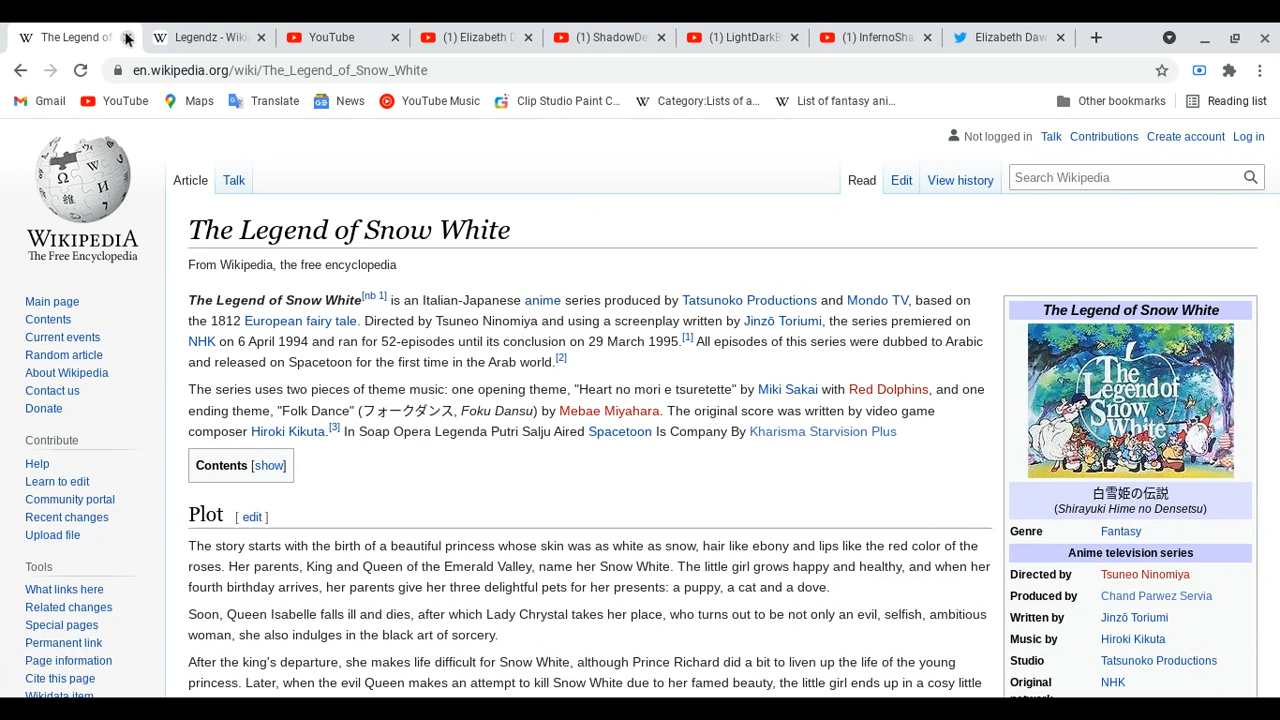 The Legend of
Legendz - Wiki
YouTube
(1) Elizabeth D
(1) ShadowDe
(1) LightDarkB
(1) InfernoSha
Elizabeth Daw
en.wikipedia.org/wiki/The_Legend_of_Snow_White
Gmail
YouTube
Maps
Translate
News
YouTube Music
Clip Studio Paint C...
Category:Lists of a...
List of fantasy ani...
Other bookmarks
Reading list
Not logged in Talk Contributions Create account Log in
Article Talk
Read Edit View history
Search Wikipedia
WIKIPEDIA
The Free Encyclopedia
Main page
Contents
Current events
Random article
About Wikipedia
Contact us
Donate
Contribute
Help
Learn to edit
Community portal
Recent changes
Upload file
Tools
What links here
Related changes
Special pages
Permanent link
Page information
Cite this page
Wikidata item
The Legend of Snow White
From Wikipedia, the free encyclopedia
The Legend of Snow White[nb 1] is an Italian-Japanese anime series produced by Tatsunoko Productions and Mondo TV, based on
the 1812 European fairy tale. Directed by Tsuneo Ninomiya and using a screenplay written by Jinzō Toriumi, the series premiered on
NHK on 6 April 1994 and ran for 52-episodes until its conclusion on 29 March 1995.[1] All episodes of this series were dubbed to Arabic
and released on Spacetoon for the first time in the Arab world.[2]
The series uses two pieces of theme music: one opening theme, "Heart no mori e tsuretette" by Miki Sakai with Red Dolphins, and one
ending theme, "Folk Dance" (フォークダンス, Foku Dansu) by Mebae Miyahara. The original score was written by video game
composer Hiroki Kikuta.[3] In Soap Opera Legenda Putri Salju Aired Spacetoon Is Company By Kharisma Starvision Plus
Contents [show]
Plot [ edit ]
The story starts with the birth of a beautiful princess whose skin was as white as snow, hair like ebony and lips like the red color of the
roses. Her parents, King and Queen of the Emerald Valley, name her Snow White. The little girl grows happy and healthy, and when her
fourth birthday arrives, her parents give her three delightful pets for her presents: a puppy, a cat and a dove.
Soon, Queen Isabelle falls ill and dies, after which Lady Chrystal takes her place, who turns out to be not only an evil, selfish, ambitious
woman, she also indulges in the black art of sorcery.
After the king's departure, she makes life difficult for Snow White, although Prince Richard did a bit to liven up the life of the young
princess. Later, when the evil Queen makes an attempt to kill Snow White due to her famed beauty, the little girl ends up in a cosy little
The Legend of Snow White
The
Legend of
Snow
White
白雪姫の伝説
(Shirayuki Hime no Densetsu)
Genre Fantasy
Anime television series
Directed by Tsuneo Ninomiya
Produced by Chand Parwez Servia
Written by Jinzō Toriumi
Music by Hiroki Kikuta
Studio Tatsunoko Productions
Original NHK
network